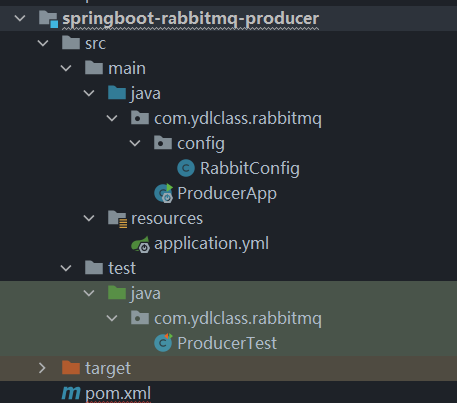 springboot-rabbitmq-producer
src
main
java
com.ydlclass.rabbitmq
config
RabbitConfig
ProducerApp
resources
application.yml
test
java
com.ydlclass.rabbitmq
ProducerTest
target
pom.xml